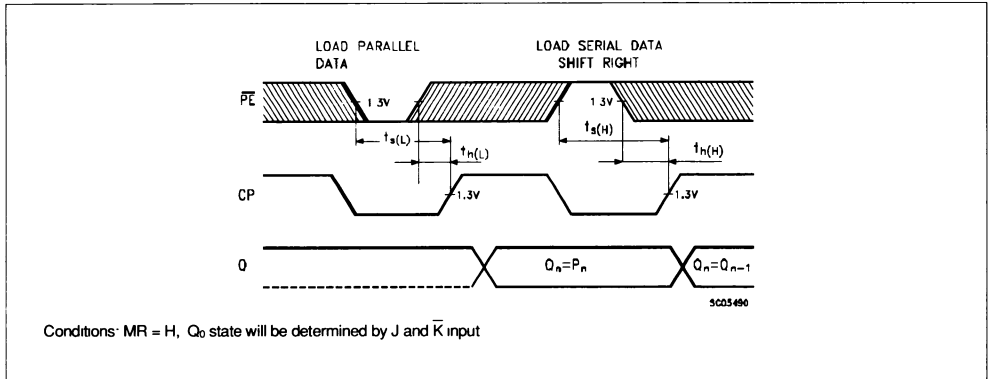 LOAD PARALLEL
DATA
LOAD SERIAL DATA
SHIFT RIGHT
PE
1 3V
1 3V
ts(L)
ts(H)
th(L)
th(H)
CP
1.3V
1.3V
Q
Qn=Pn
Qn=Qn-1
SC05490
Conditions· MR = H, Q0 state will be determined by J and K input